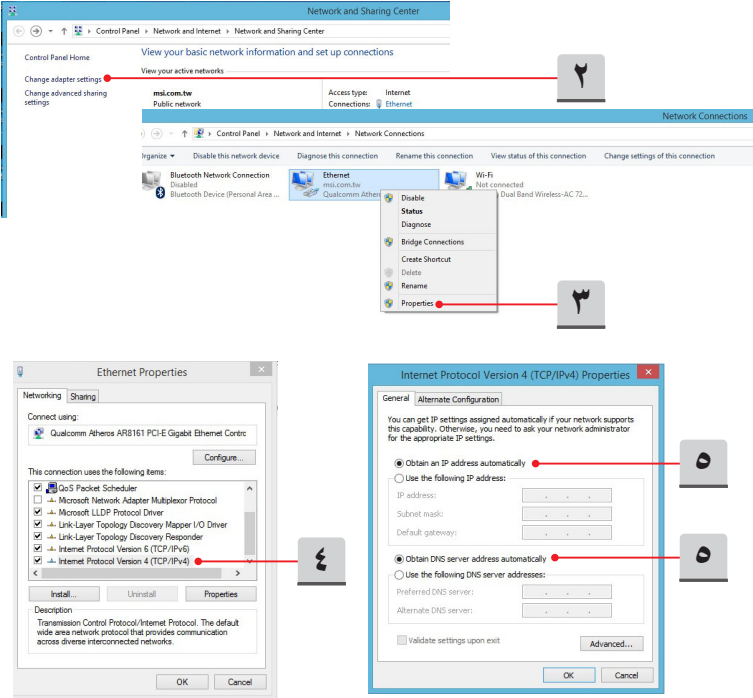 Network and Sharing Center
Control Panel ▸ Network and Internet ▸ Network and Sharing Center
Control Panel Home
Change adapter settings
Change advanced sharing
settings
View your basic network information and set up connections
View your active networks
msi.com.tw
Public network
Access type: Internet
Connections: Ethernet
٢
Network Connections
Control Panel ▸ Network and Internet ▸ Network Connections
Disable this network device Diagnose this connection Rename this connection View status of this connection Change settings of this connection
Bluetooth Network Connection
Disabled
Bluetooth Device (Personal Area ...
Ethernet
msi.com.tw
Qualcomm
Wi-Fi
Not connected
Dual Band Wireless-AC 72...
Disable
Status
Diagnose
Bridge Connections
Create Shortcut
Delete
Rename
Properties
٣
Ethernet Properties
Networking Sharing
Connect using:
Qualcomm Atheros AR8161 PCI-E Gigabit Ethernet Contrc
Configure...
This connection uses the following items:
QoS Packet Scheduler
Microsoft Network Adapter Multiplexor Protocol
Microsoft LLDP Protocol Driver
Link-Layer Topology Discovery Mapper I/O Driver
Link-Layer Topology Discovery Responder
Internet Protocol Version 6 (TCP/IPv6)
Internet Protocol Version 4 (TCP/IPv4)
Install... Uninstall Properties
Description
Transmission Control Protocol/Internet Protocol. The default
wide area network protocol that provides communication
across diverse interconnected networks.
OK Cancel
٤
Internet Protocol Version 4 (TCP/IPv4) Properties
General Alternate Configuration
You can get IP settings assigned automatically if your network supports
this capability. Otherwise, you need to ask your network administrator
for the appropriate IP settings.
Obtain an IP address automatically
Use the following IP address:
IP address:
Subnet mask:
Default gateway:
Obtain DNS server address automatically
Use the following DNS server addresses:
Preferred DNS server:
Alternate DNS server:
Validate settings upon exit
Advanced...
OK Cancel
٥
٥